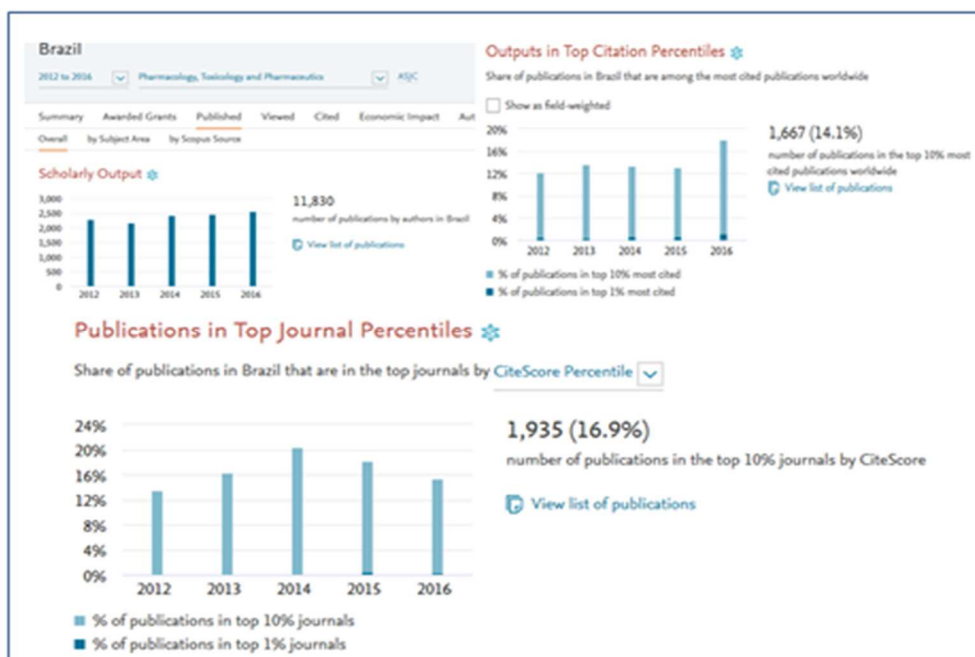 Brazil
2012 to 2016
Pharmacology, Toxicology and Pharmaceutics
ASJC
Summary Awarded Grants Published Viewed Cited Economic Impact Aut
Overall by Subject Area by Scopus Source
Scholarly Output
3,000
2,500
2,000
1,500
1,000
500
0
2012 2013 2014 2015 2016
11,830
number of publications by authors in Brazil
View list of publications
Outputs in Top Citation Percentiles
Share of publications in Brazil that are among the most cited publications worldwide
Show as field-weighted
20%
16%
12%
8%
4%
0%
2012 2013 2014 2015 2016
% of publications in top 10% most cited
% of publications in top 1% most cited
1,667 (14.1%)
number of publications in the top 10% most
cited publications worldwide
View list of publications
Publications in Top Journal Percentiles
Share of publications in Brazil that are in the top journals by CiteScore Percentile
24%
20%
16%
12%
8%
4%
0%
2012 2013 2014 2015 2016
% of publications in top 10% journals
% of publications in top 1% journals
1,935 (16.9%)
number of publications in the top 10% journals by CiteScore
View list of publications